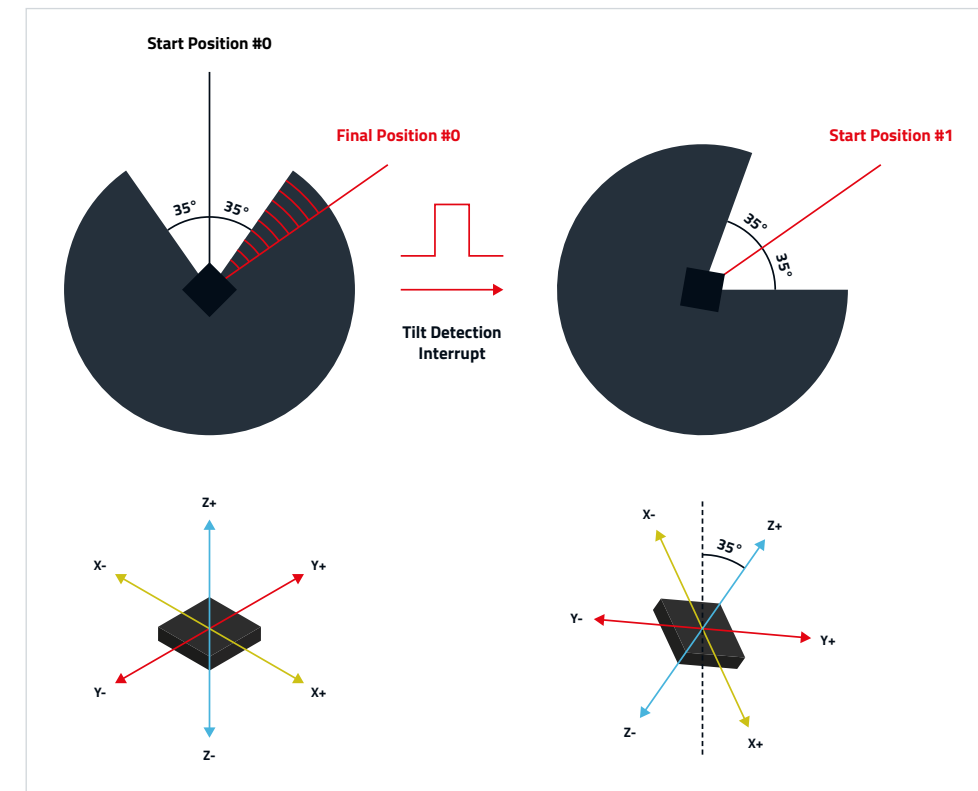 Start Position #0
Final Position #0
Start Position #1
35°
35°
35°
35°
Tilt Detection
Interrupt
Z+
X-
Y+
Y-
X+
Z-
X-
Z+
35°
Y-
Y+
Z-
X+